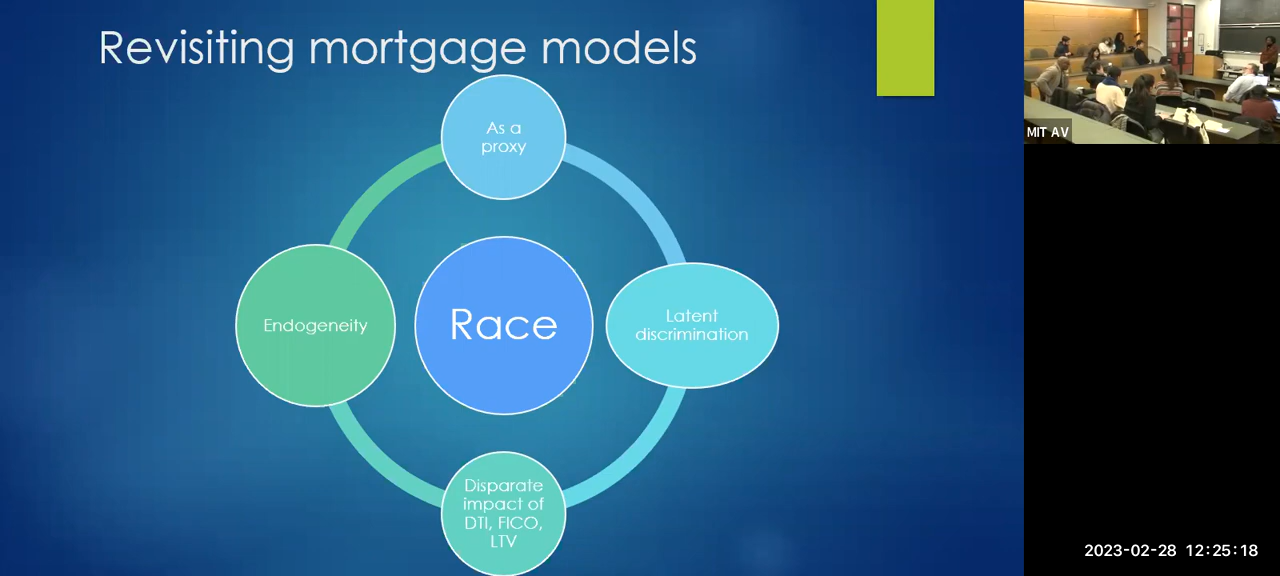 Revisiting mortgage models
As a
proxy
Race
Endogeneity
Latent
discrimination
Disparate
impact of
DTI, FICO,
LTV
MIT AV
2023-02-28 12:25:18